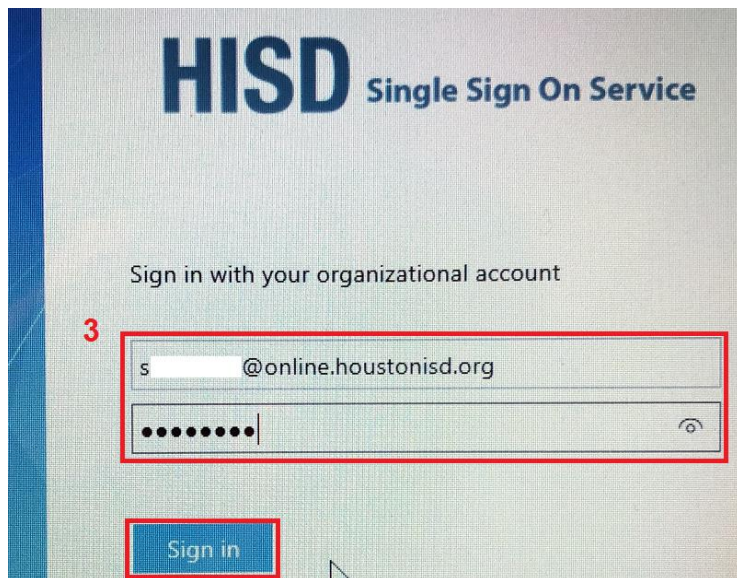 HISD Single Sign On Service
Sign in with your organizational account
3
s @online.houstonisd.org
••••••••
Sign in